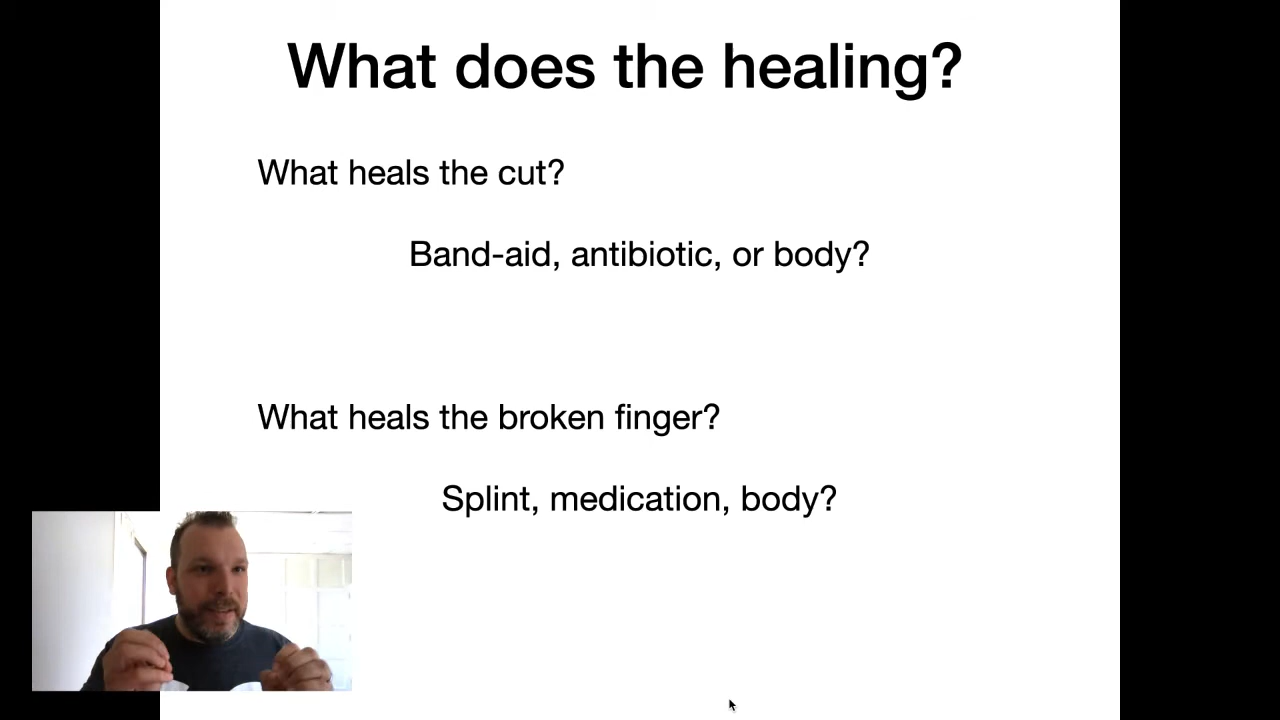 What does the healing?
What heals the cut?
Band-aid, antibiotic, or body?
What heals the broken finger?
Splint, medication, body?